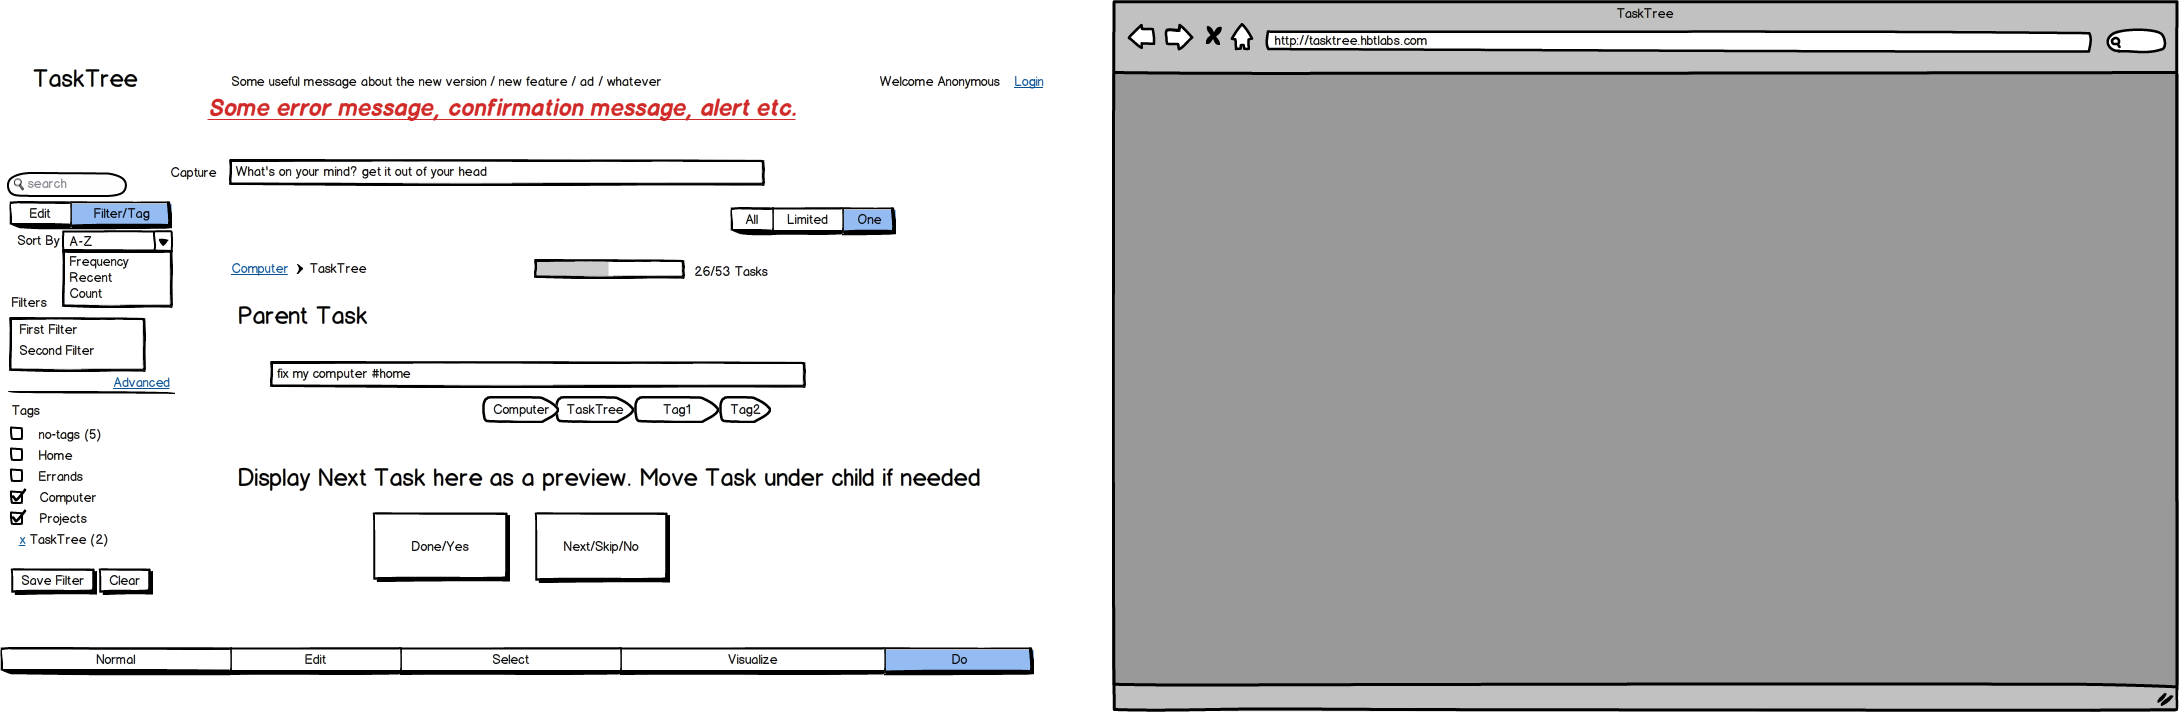 TaskTree
Some useful message about the new version / new feature / ad / whatever
Welcome Anonymous Login
Some error message, confirmation message, alert etc.
search
Capture What's on your mind? get it out of your head
Edit Filter/Tag
All Limited One
Sort By A-Z
Frequency
Recent
Count
Computer TaskTree
26/53 Tasks
Filters
First Filter
Second Filter
Advanced
Parent Task
fix my computer #home
Computer TaskTree Tag1 Tag2
Tags
no-tags (5)
Home
Errands
Computer
Projects
x TaskTree (2)
Save Filter Clear
Display Next Task here as a preview. Move Task under child if needed
Done/Yes Next/Skip/No
Normal Edit Select Visualize Do
TaskTree
http://tasktree.hbtlabs.com